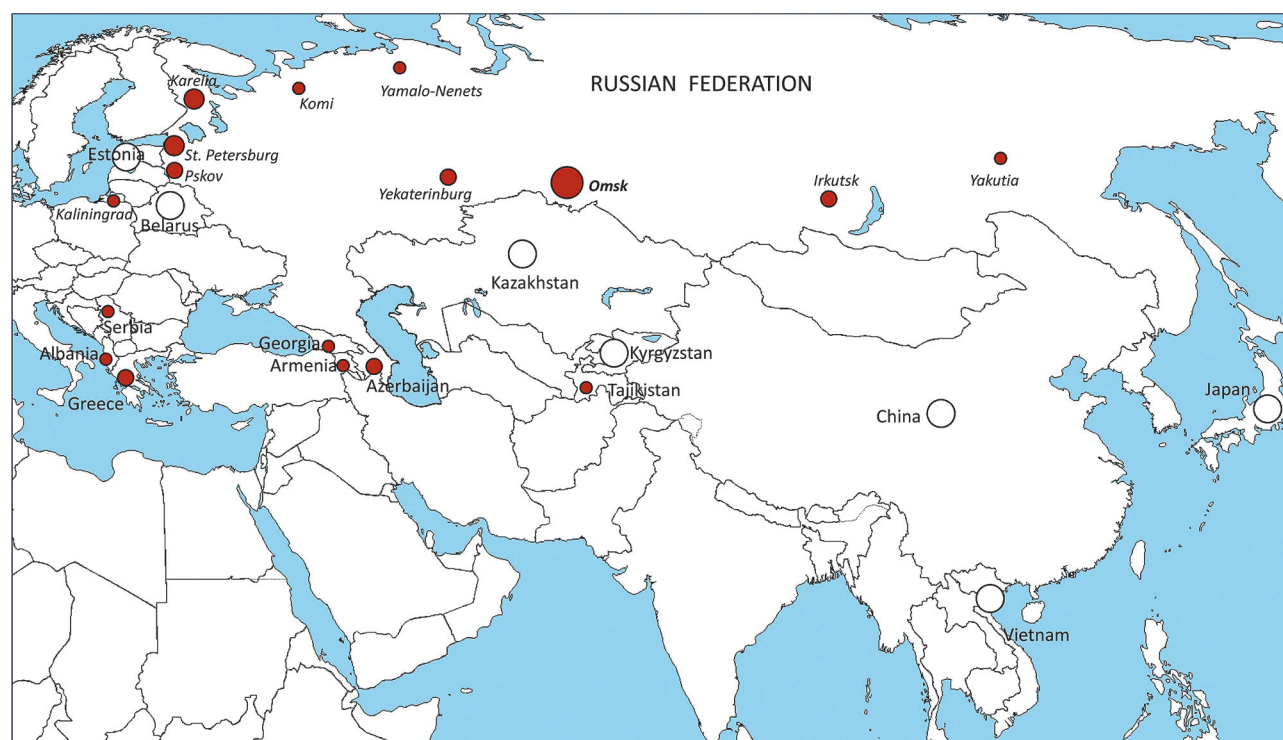 Karelia
RUSSIAN FEDERATION
Yamalo-Nenets
Komi
Estonia
St. Petersburg
Pskov
Yekaterinburg
Omsk
Irkutsk
Yakutia
Kaliningrad
Belarus
Kazakhstan
Serbia
Georgia
Albania
Armenia
Azerbaijan
Kyrgyzstan
Tajikistan
Japan
Greece
China
Vietnam